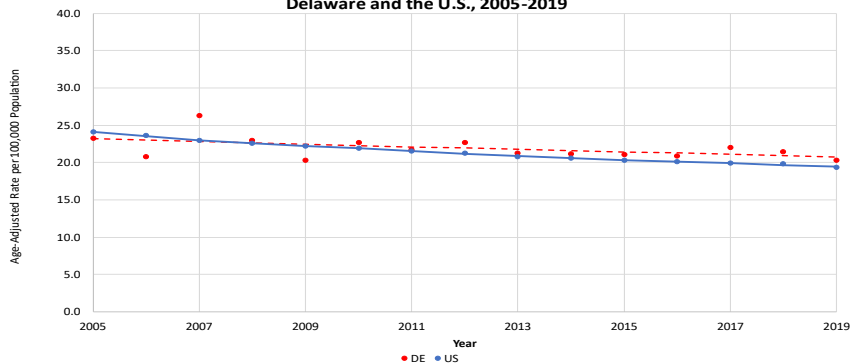 Delaware and the U.S., 2005-2019
40.0
35.0
30.0
25.0
20.0
15.0
10.0
5.0
0.0
Age-Adjusted Rate per 100,000 Population
2005 2007 2009 2011 2013 2015 2017 2019
Year
DE US